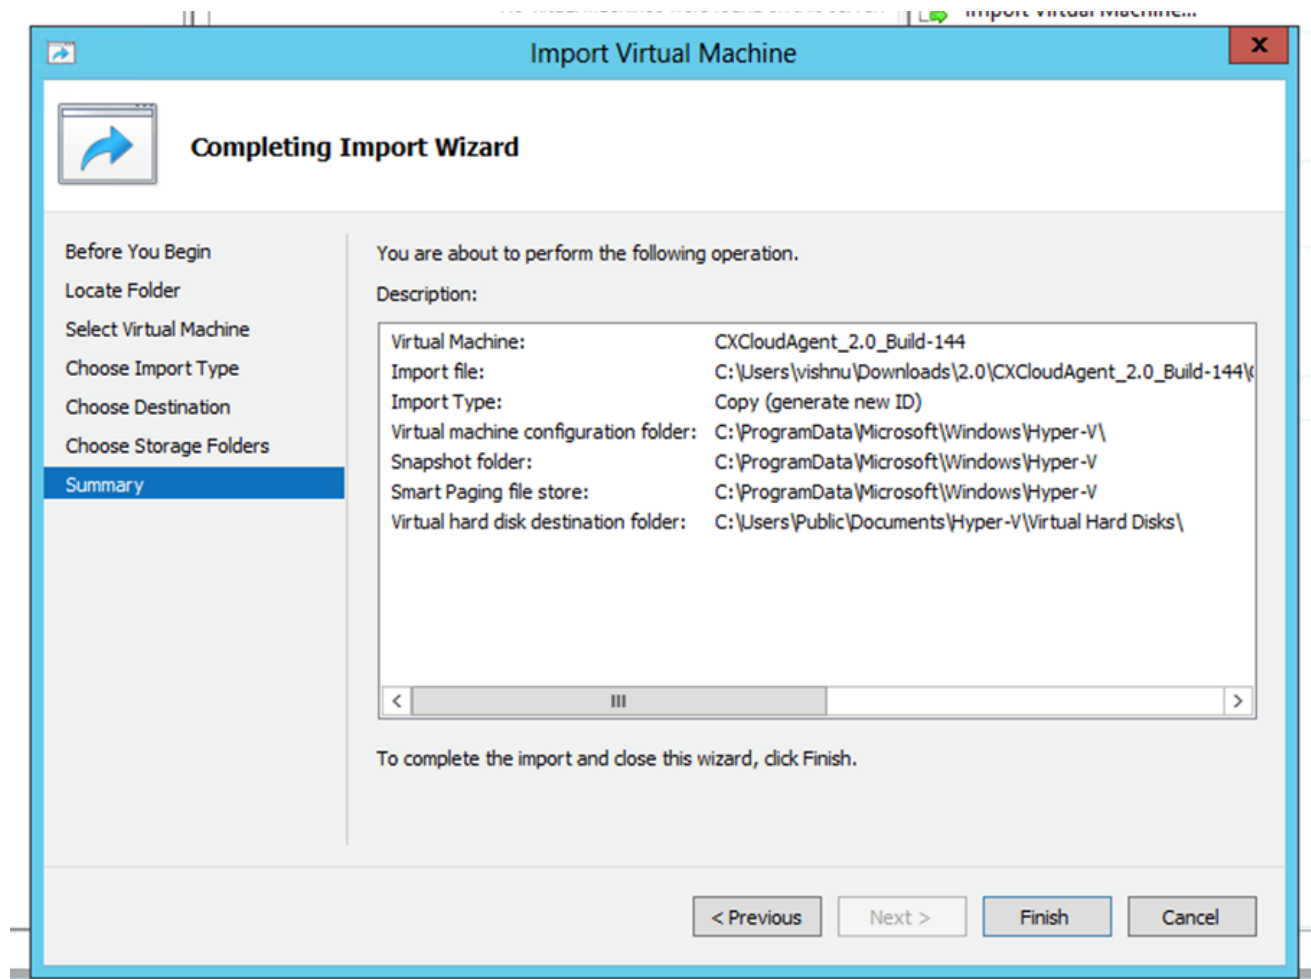 Import Virtual Machine...
Import Virtual Machine
x
Completing Import Wizard
Before You Begin
Locate Folder
Select Virtual Machine
Choose Import Type
Choose Destination
Choose Storage Folders
Summary
You are about to perform the following operation.
Description:
Virtual Machine: CXCloudAgent_2.0_Build-144
Import file: C:\Users\vishnu\Downloads\2.0\CXCloudAgent_2.0_Build-144\
Import Type: Copy (generate new ID)
Virtual machine configuration folder: C:\ProgramData\Microsoft\Windows\Hyper-V\
Snapshot folder: C:\ProgramData\Microsoft\Windows\Hyper-V
Smart Paging file store: C:\ProgramData\Microsoft\Windows\Hyper-V
Virtual hard disk destination folder: C:\Users\Public\Documents\Hyper-V\Virtual Hard Disks\
To complete the import and close this wizard, click Finish.
< Previous Next > Finish Cancel